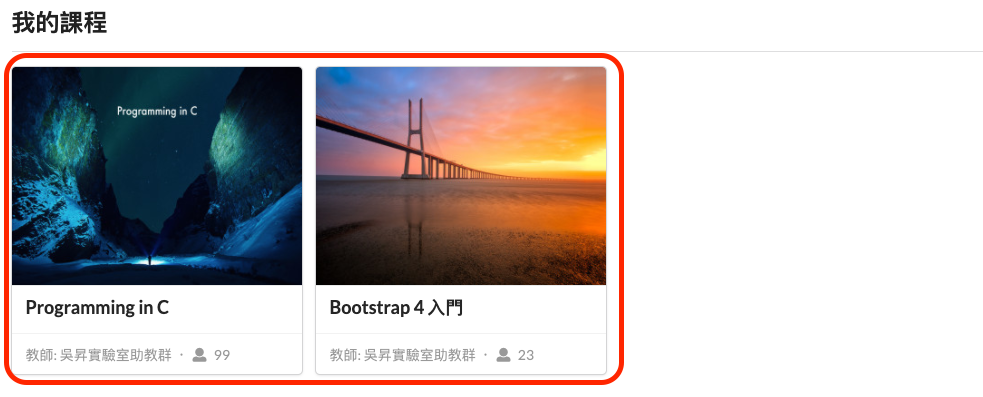 我的課程
Programming in C
Programming in C
教師: 吳昇實驗室助教群 · 99
Bootstrap 4 入門
教師: 吳昇實驗室助教群 · 23